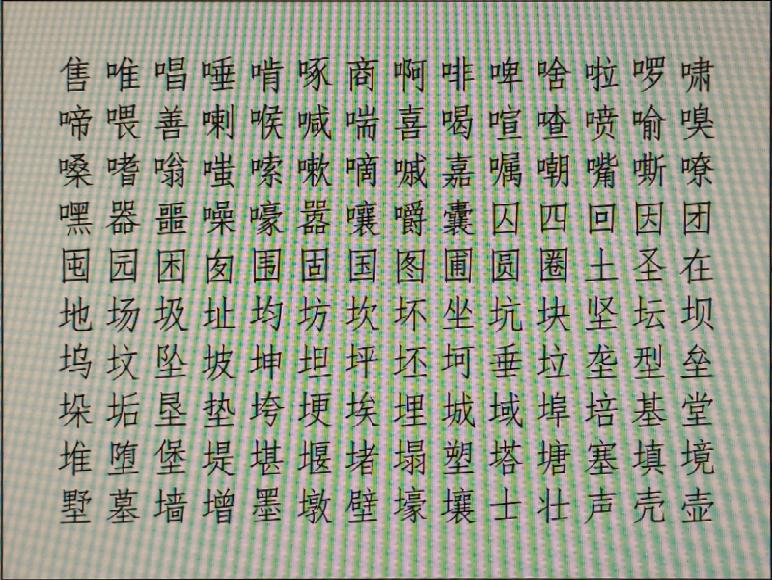 售唯唱唾啃啄商啊啡啤啥啦啰啸
啼喂善喇喉喊喘喜喝喧喳喷喻嗅
嗓嗜嗡嗤嗦嗽嘀嘁嘉嘱嘲嘴嘶嘹
嘿器噩噪嚎嚣嚷嚼囊囚四回因团
囤园困囱围固国图圃圆圈土圣在
地场圾址均坊坎坏坐坑块坚坛坝
坞坟坠坡坤坦坪坯坷垂垃垄型垒
垛垢垦垫垮埂埃埋城域埠培基堂
堆堕堡堤堪堰堵塌塑塔塘塞填境
墅墓墙增墨墩壁壕壤士壮声壳壶